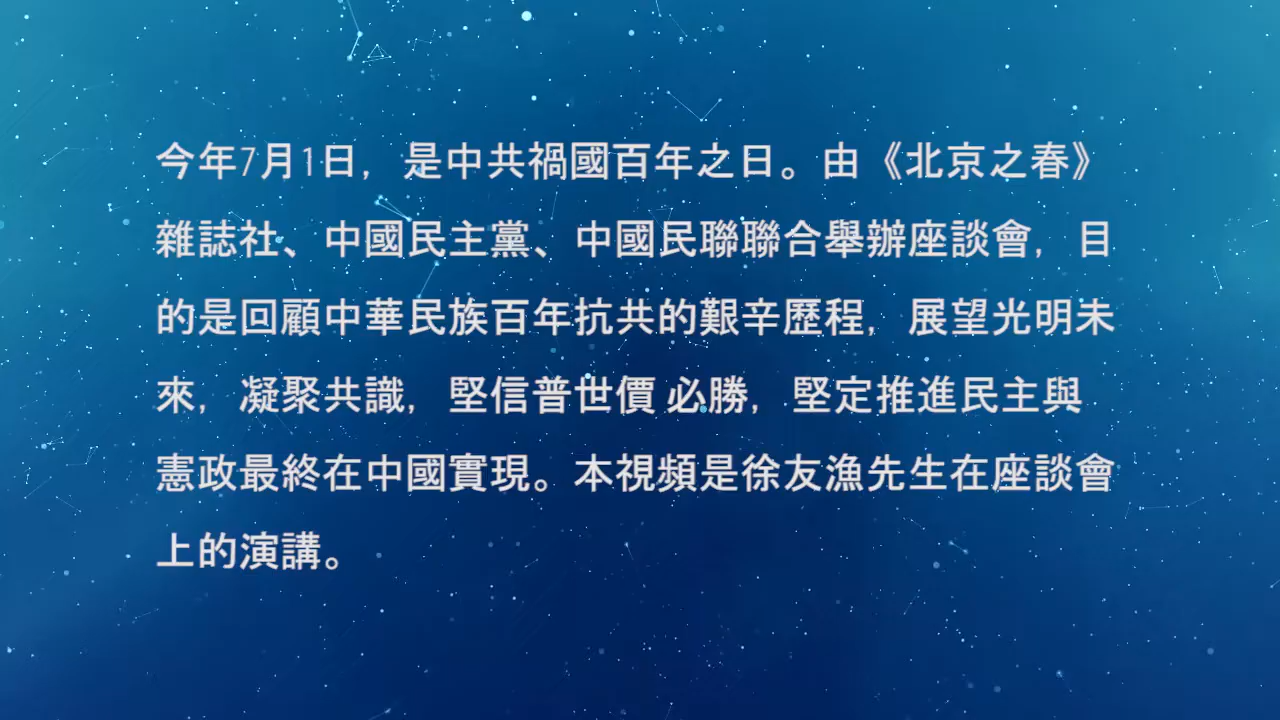 今年7月1日，是中共禍國百年之日。由《北京之春》
雜誌社、中國民主黨、中國民聯聯合舉辦座談會，目
的是回顧中華民族百年抗共的艱辛歷程，展望光明未
來，凝聚共識，堅信普世價 必勝，堅定推進民主與
憲政最終在中國實現。本視頻是徐友漁先生在座談會
上的演講。